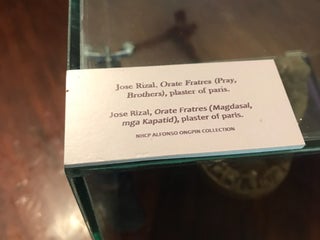 Jose Rizal, Orate Fratres (Pray,
Brothers), plaster of paris.
Jose Rizal, Orate Fratres (Magdasal,
mga Kapatid), plaster of paris.
NHCP ALFONSO ONGPIN COLLECTION